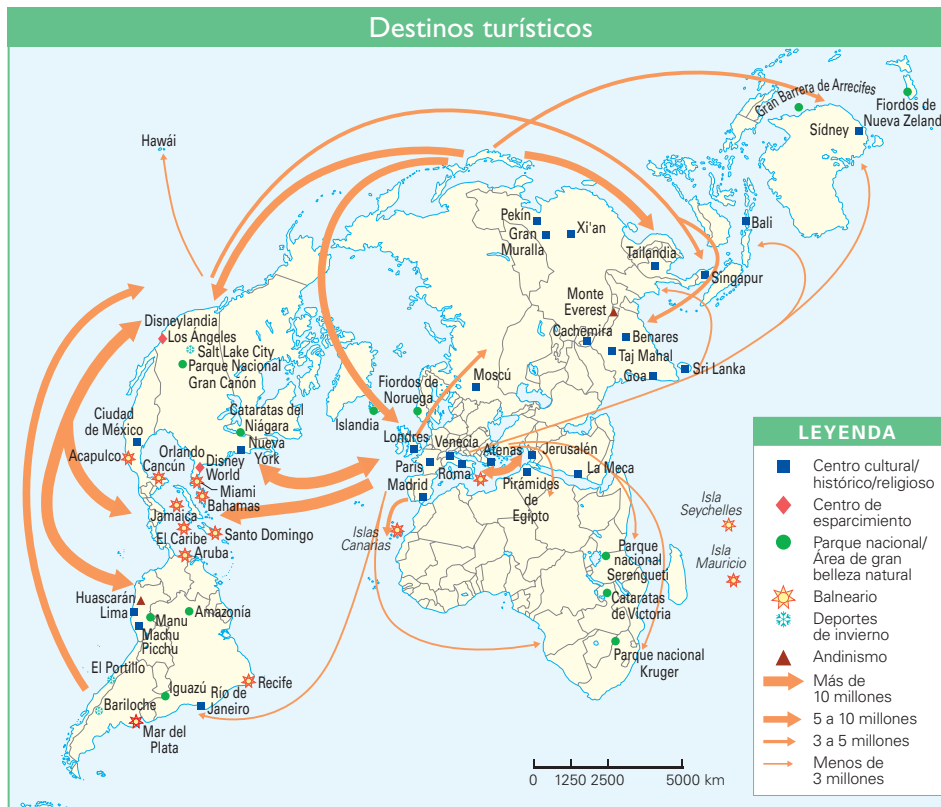 Destinos turísticos
Gran Barrera de Arrecifes
Fiordos de
Nueva Zeland
Sídney
Hawái
Pekin
Gran
Muralla
Xi'an
Tailandia
Bali
Singapur
Monte
Everest
Cachemira
Benares
Taj Mahal
Goa
Sri Lanka
Disneylandia
Los Angeles
Salt Lake City
Parque Nacional
Gran Cañón
Moscú
Fiordos de
Noruega
Islandia
Ciudad
de México
Cataratas del
Niágara
Nueva
York
Acapulco
Cancún
Orlando
Disney
World
Miami
Bahamas
Jamaica
El Caribe
Santo Domingo
Aruba
Londres
París
Madrid
Venecia
Roma
Atenas
Jerusalén
La Meca
Pirámides
de
Egipto
Islas
Canarias
Isla
Seychelles
Isla
Mauricio
Parque
nacional
Serengueti
Cataratas
de Victoria
Parque nacional
Kruger
Huascarán
Lima
Manu
Machu
Picchu
Amazonía
El Portillo
Iguazú
Río de
Janeiro
Recife
Bariloche
Mar del
Plata
LEYENDA
Centro cultural/
histórico/religioso
Centro de
esparcimiento
Parque nacional/
Área de gran
belleza natural
Balneario
Deportes
de invierno
Andinismo
Más de
10 millones
5 a 10 millones
3 a 5 millones
Menos de
3 millones
0 1250 2500 5000 km